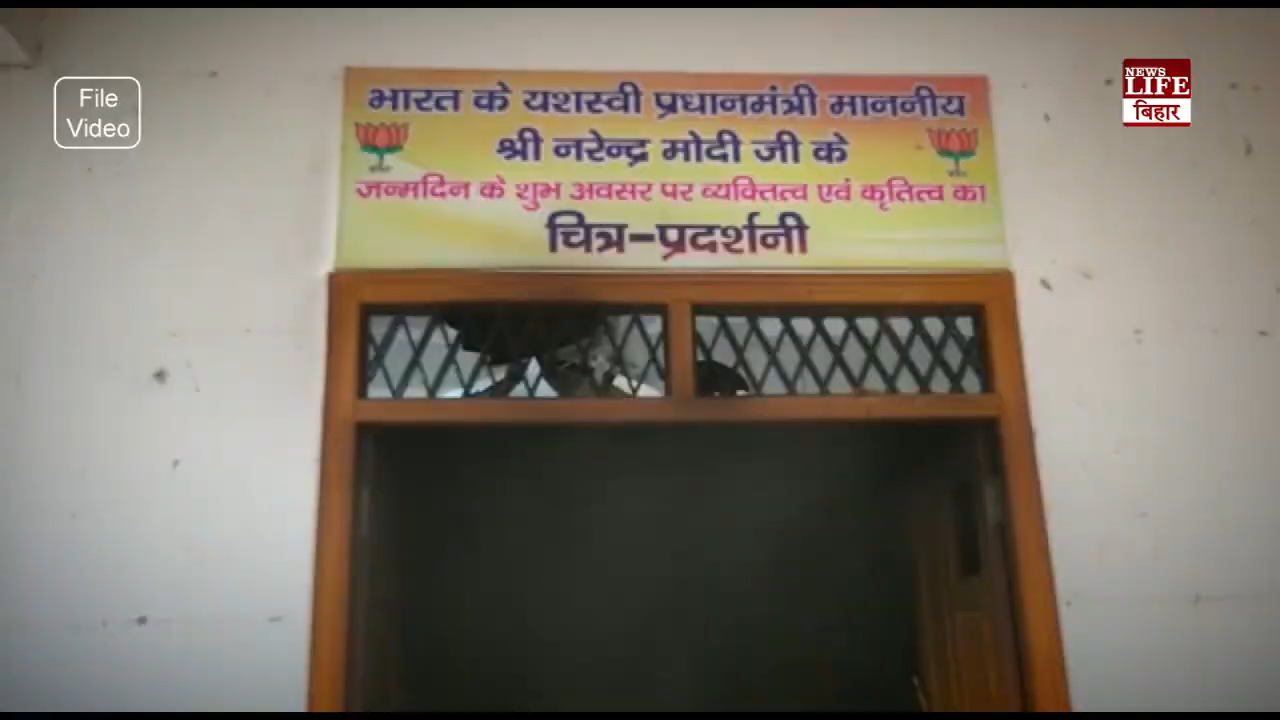 File
Video
NEWS
LIFE
बिहार
भारत के यशस्वी प्रधानमंत्री माननीय
श्री नरेन्द्र मोदी जी के
जन्मदिन के शुभ अवसर पर व्यक्तित्व एवं कृतित्व का
चित्र-प्रदर्शनी